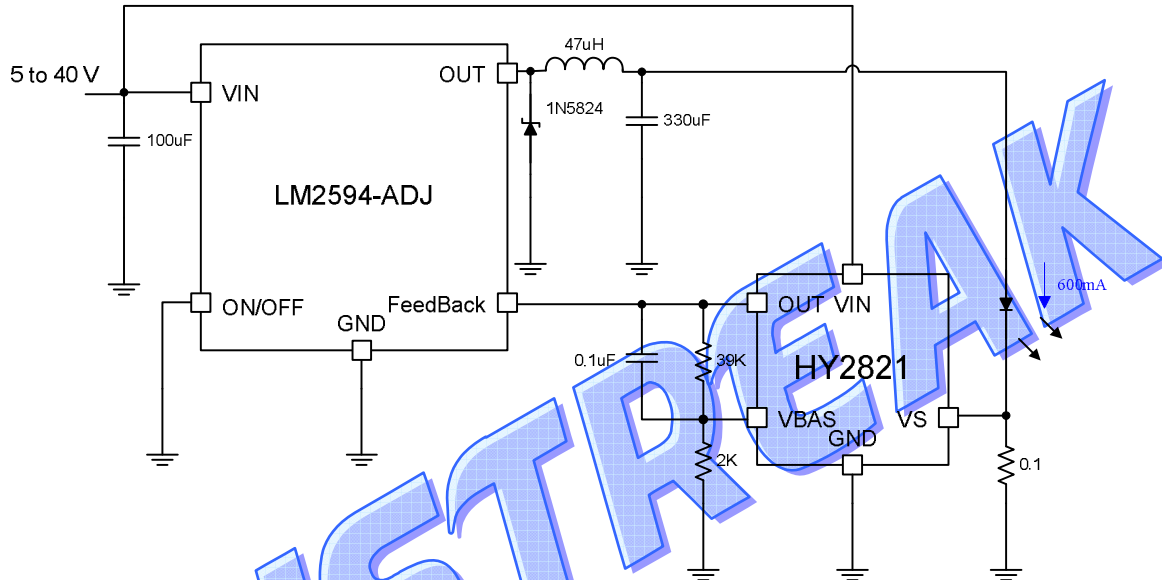 5 to 40 V
VIN
OUT
47uH
1N5824
330uF
100uF
LM2594-ADJ
ON/OFF
GND
FeedBack
0.1uF
39K
2K
OUT
VIN
HY2821
VBAS
VS
GND
600mA
0.1
STREAK